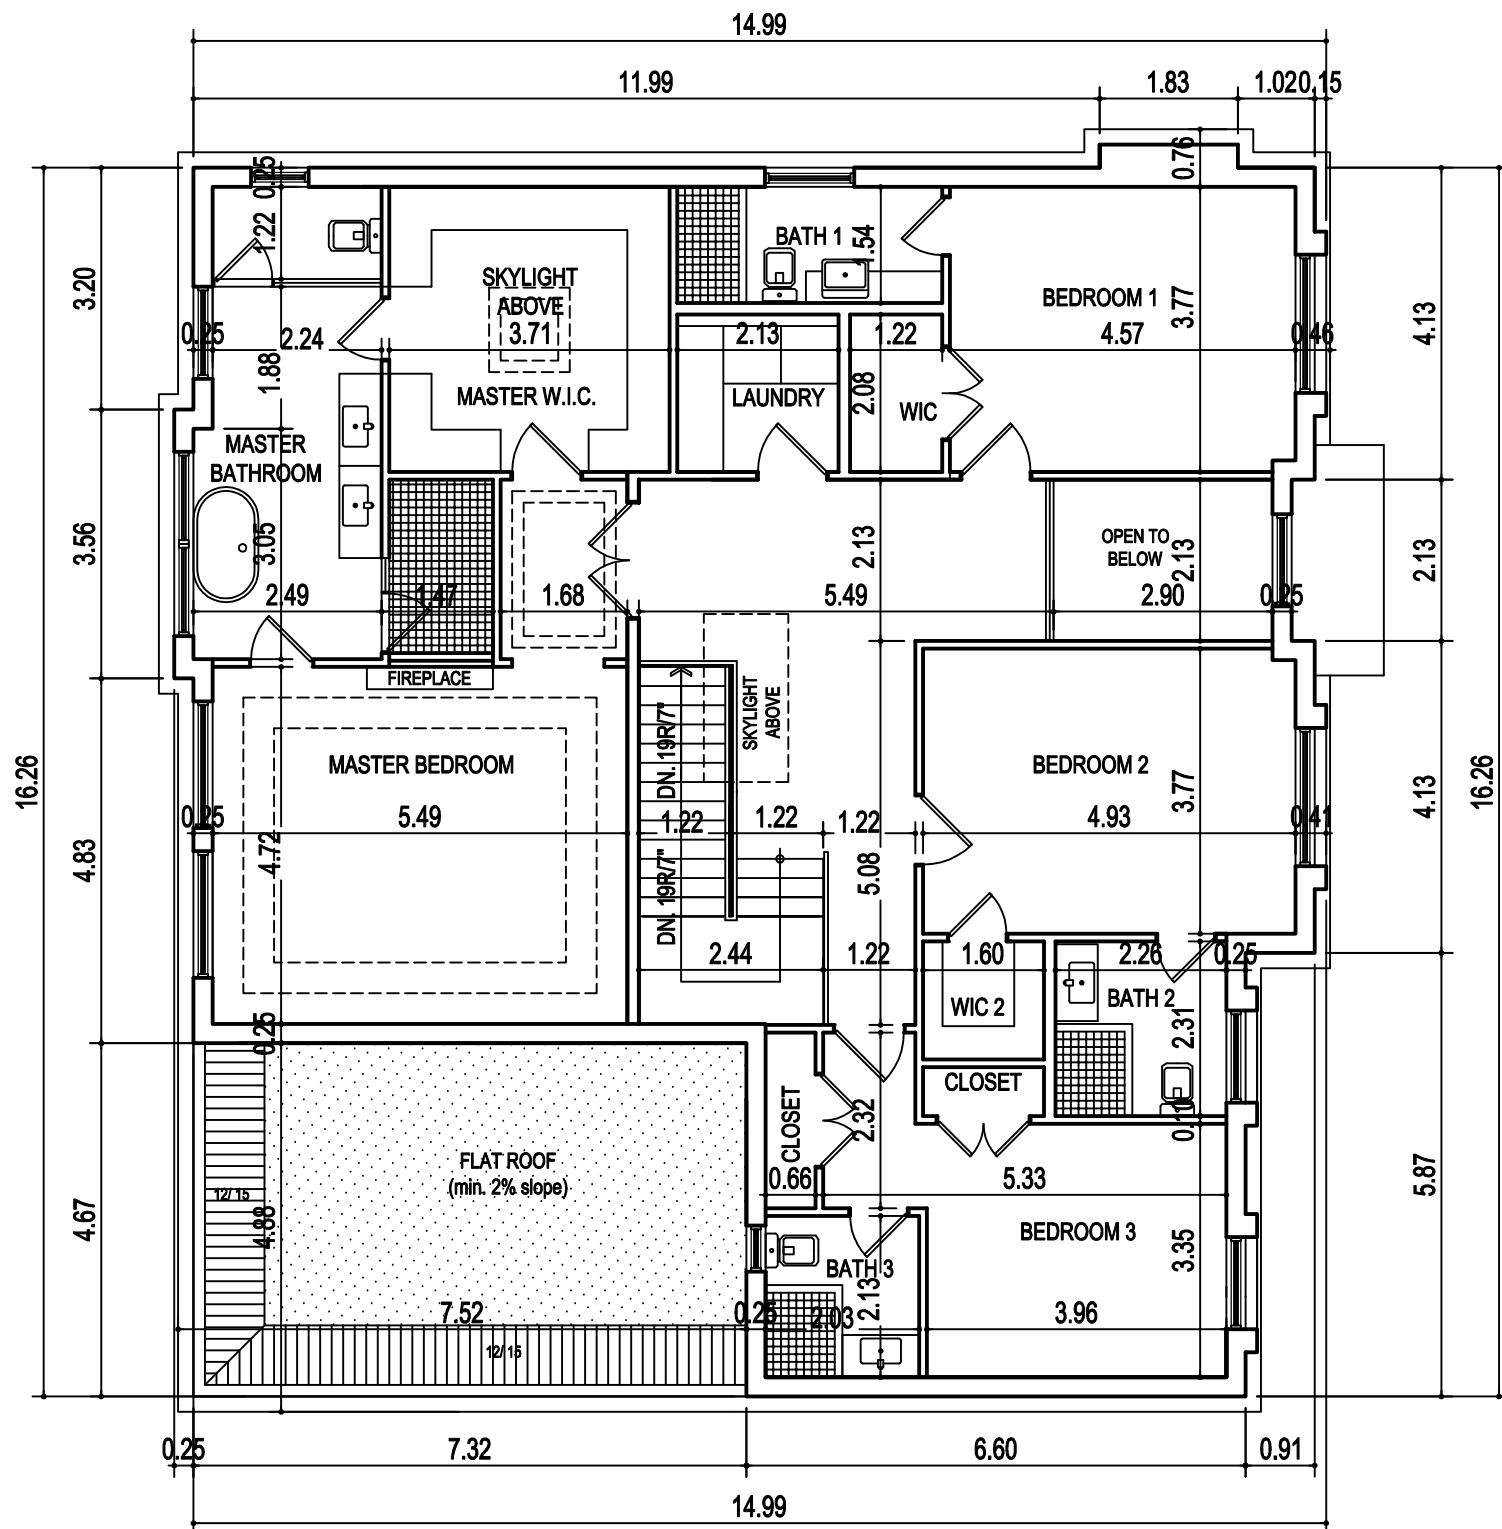 14.99
11.99
1.83
1.02
0.15
0.25
0.76
1.22
BATH 1
1.54
3.20
SKYLIGHT
ABOVE
BEDROOM 1
3.77
4.13
0.25
2.24
3.71
2.13
1.22
4.57
0.46
1.88
2.08
MASTER W.I.C.
LAUNDRY
WIC
MASTER
BATHROOM
3.56
3.05
2.13
OPEN TO
BELOW
2.13
2.13
2.49
1.47
1.68
5.49
2.90
0.25
FIREPLACE
SKYLIGHT
ABOVE
DN. 19R/7"
16.26
MASTER BEDROOM
BEDROOM 2
3.77
4.13
16.26
0.25
5.49
1.22
1.22
1.22
4.93
0.41
4.83
4.72
DN. 19R/7"
5.08
2.44
1.22
1.60
2.26
0.25
WIC 2
BATH 2
0.25
2.31
CLOSET
CLOSET
2.32
0.10
FLAT ROOF
(min. 2% slope)
12/ 15
0.66
5.33
5.87
4.67
4.88
BEDROOM 3
3.35
BATH 3
2.13
7.52
0.25
2.03
3.96
12/ 15
0.25
7.32
6.60
0.91
14.99